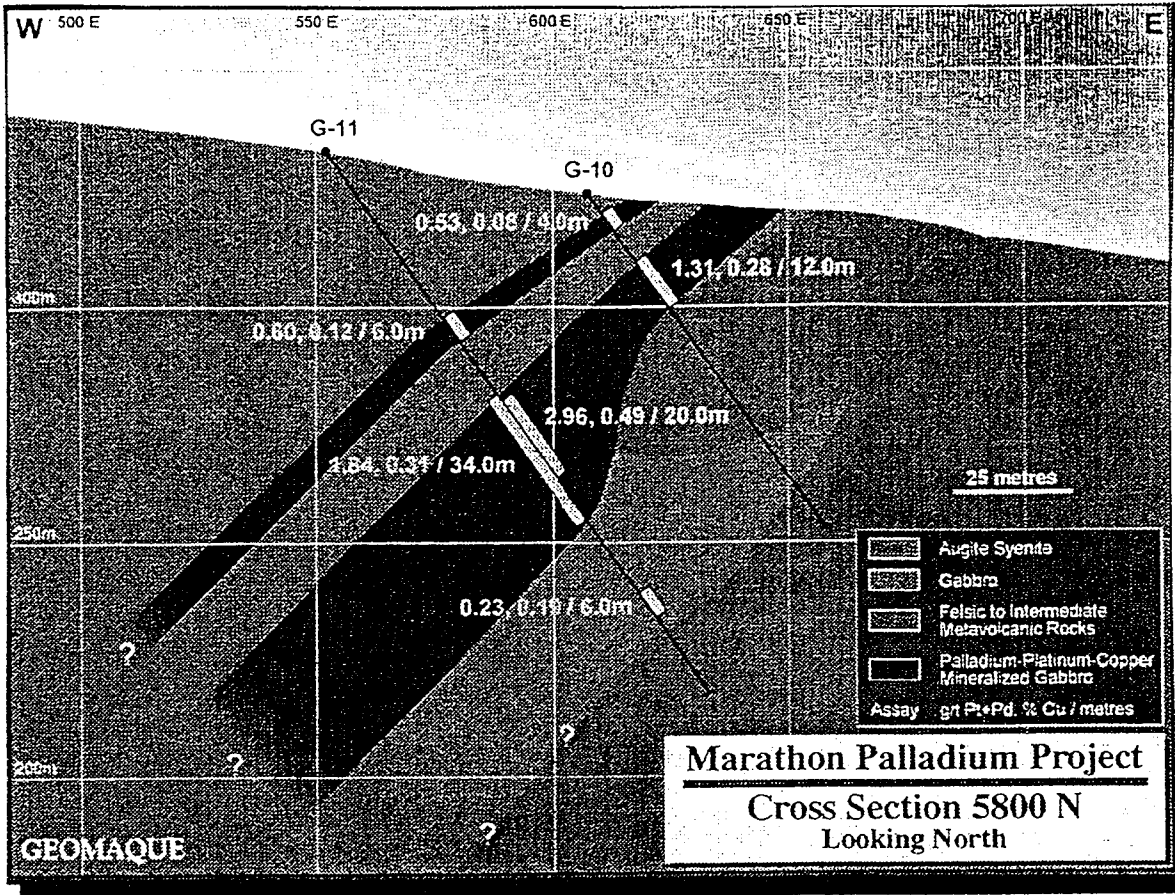 W 500 E 550 E 600 E 650 E 700 E E
G-11
G-10
0.53, 0.08 / 4.0m
1.31, 0.28 / 12.0m
300m
0.60, 0.12 / 6.0m
2.96, 0.49 / 20.0m
1.84, 0.31 / 34.0m
25 metres
250m
Augite Syenite
Gabbro
0.23, 0.19 / 6.0m
Felsic to Intermediate
Metavolcanic Rocks
?
Palladium-Platinum-Copper
Mineralized Gabbro
Assay g/t Pt+Pd, % Cu / metres
?
?
200m
Marathon Palladium Project
Cross Section 5800 N
Looking North
?
GEOMAQUE